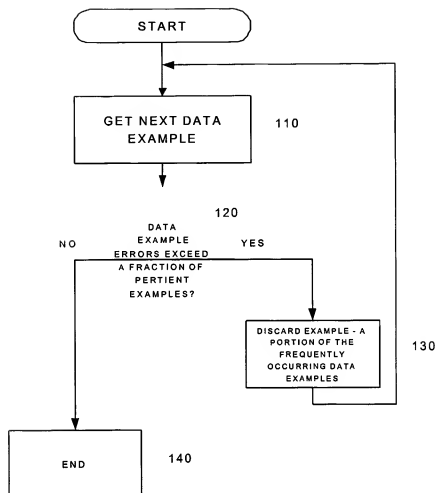 START
GET NEXT DATA
EXAMPLE
110
120
DATA
EXAMPLE
NO
ERRORS EXCEED
YES
A FRACTION OF
PERTIENT
EXAMPLES?
DISCARD EXAMPLE - A
PORTION OF THE
FREQUENTLY
OCCURRING DATA
EXAMPLES
130
END
140